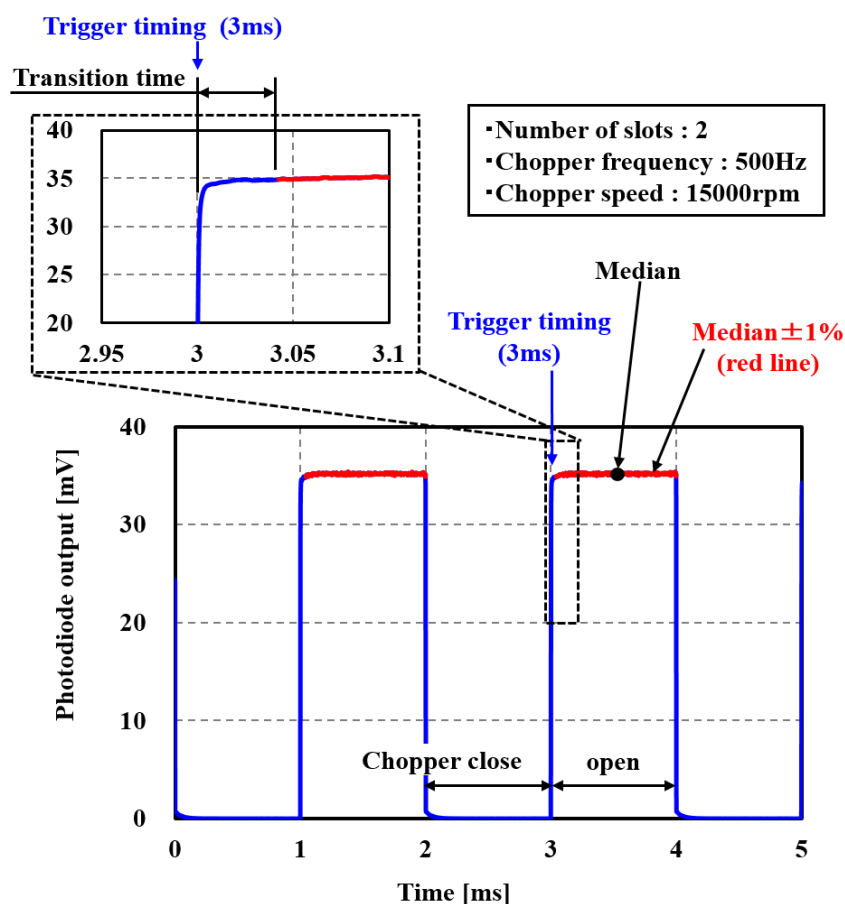 Trigger timing (3ms)
Transition time
40
35
30
25
20
2.95
3
3.05
3.1
・Number of slots : 2
・Chopper frequency : 500Hz
・Chopper speed : 15000rpm
Median
Trigger timing
(3ms)
Median±1%
(red line)
40
30
20
10
0
Photodiode output [mV]
Chopper close
open
0
1
2
3
4
5
Time [ms]